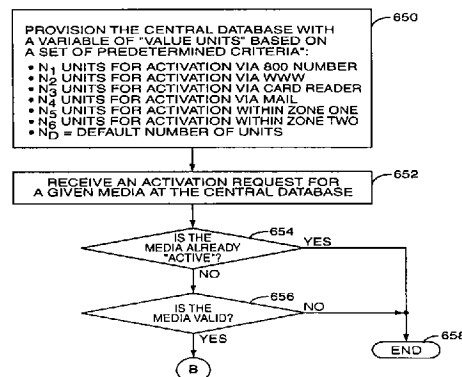 PROVISION THE CENTRAL DATABASE WITH
A VARIABLE OF "VALUE UNITS" BASED ON
A SET OF PREDETERMINED CRITERIA":
• N1 UNITS FOR ACTIVATION VIA 800 NUMBER
• N2 UNITS FOR ACTIVATION VIA WWW
• N3 UNITS FOR ACTIVATION VIA CARD READER
• N4 UNITS FOR ACTIVATION VIA MAIL
• N5 UNITS FOR ACTIVATION WITHIN ZONE ONE
• N6 UNITS FOR ACTIVATION WITHIN ZONE TWO
• ND = DEFAULT NUMBER OF UNITS
650
RECEIVE AN ACTIVATION REQUEST FOR
A GIVEN MEDIA AT THE CENTRAL DATABASE
652
IS THE
MEDIA ALREADY
"ACTIVE"?
654
YES
NO
IS THE
MEDIA VALID?
656
NO
YES
END
658
B